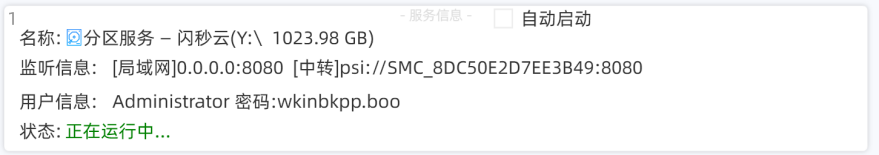 1
- 服务信息 -
自动启动
名称: 分区服务 – 闪秒云(Y:\ 1023.98 GB)
监听信息: [局域网]0.0.0.0:8080 [中转]psi://SMC_8DC50E2D7EE3B49:8080
用户信息: Administrator 密码:wkinbkpp.boo
状态: 正在运行中...